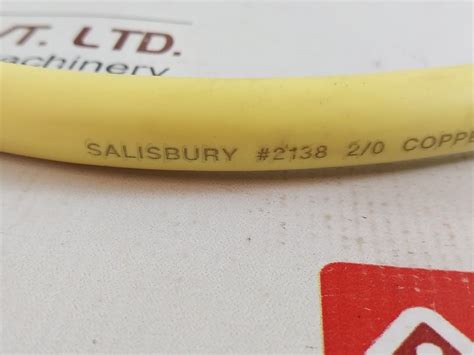 VT. LTD.
achinery
SALISBURY #2138 2/0 COPPE